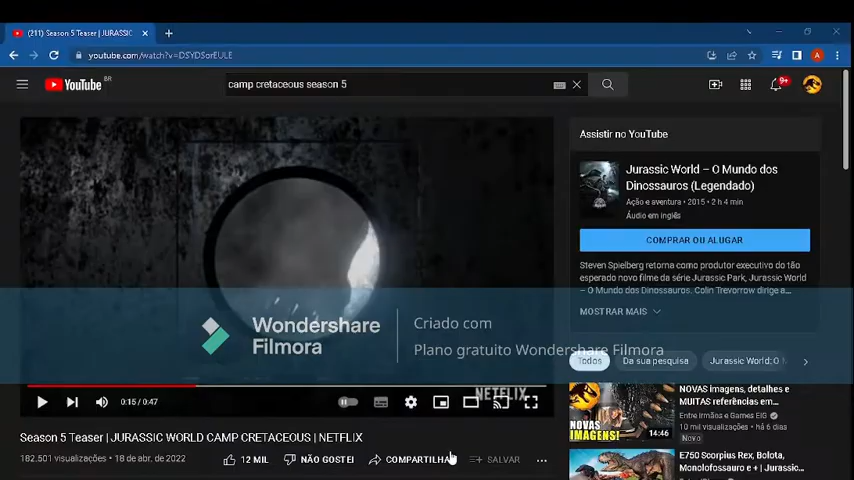 (211) Season 5 Teaser | JURASSIC
youtube.com/watch?v=DSYDSorEULE
YouTube BR
camp cretaceous season 5
9+
A
Assistir no YouTube
Jurassic World – O Mundo dos
Dinossauros (Legendado)
Ação e aventura • 2015 • 2 h 4 min
Áudio em inglês
COMPRAR OU ALUGAR
Steven Spielberg retorna como produtor executivo do tão
esperado novo filme da série Jurassic Park, Jurassic World
– O Mundo dos Dinossauros. Colin Trevorrow dirige a...
MOSTRAR MAIS
Wondershare
Filmora
Criado com
Plano gratuito Wondershare Filmora
Todos
Da sua pesquisa
Jurassic World: O
NETFLIX
0:15 / 0:47
Season 5 Teaser | JURASSIC WORLD CAMP CRETACEOUS | NETFLIX
182.501 visualizações • 18 de abr. de 2022
12 MIL
NÃO GOSTEI
COMPARTILHA
SALVAR
NOVAS
IMAGENS!
14:46
NOVAS imagens, detalhes e
MUITAS referências em...
Entre Irmãos e Games EIG
10 mil visualizações • há 6 dias
Novo
E750 Scorpius Rex, Bolota,
Monolofossauro e + | Jurassic...